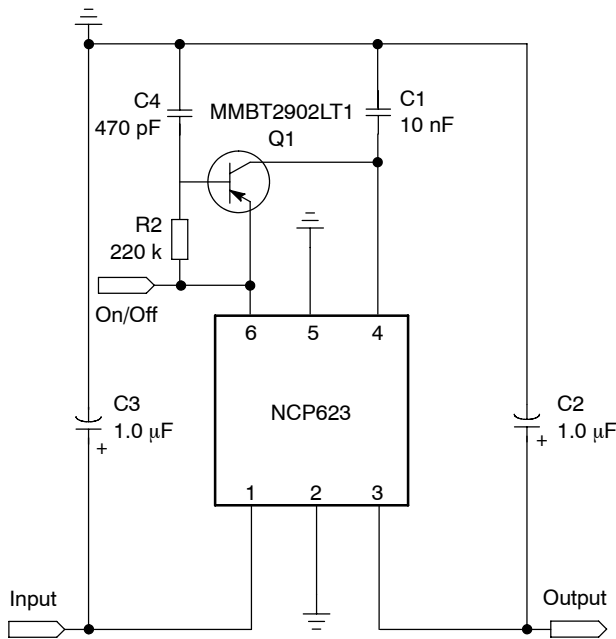 C4
470 pF
MMBT2902LT1
Q1
C1
10 nF
R2
220 k
On/Off
6
5
4
NCP623
C3
1.0 μF
+
C2
1.0 μF
+
1
2
3
Input
Output